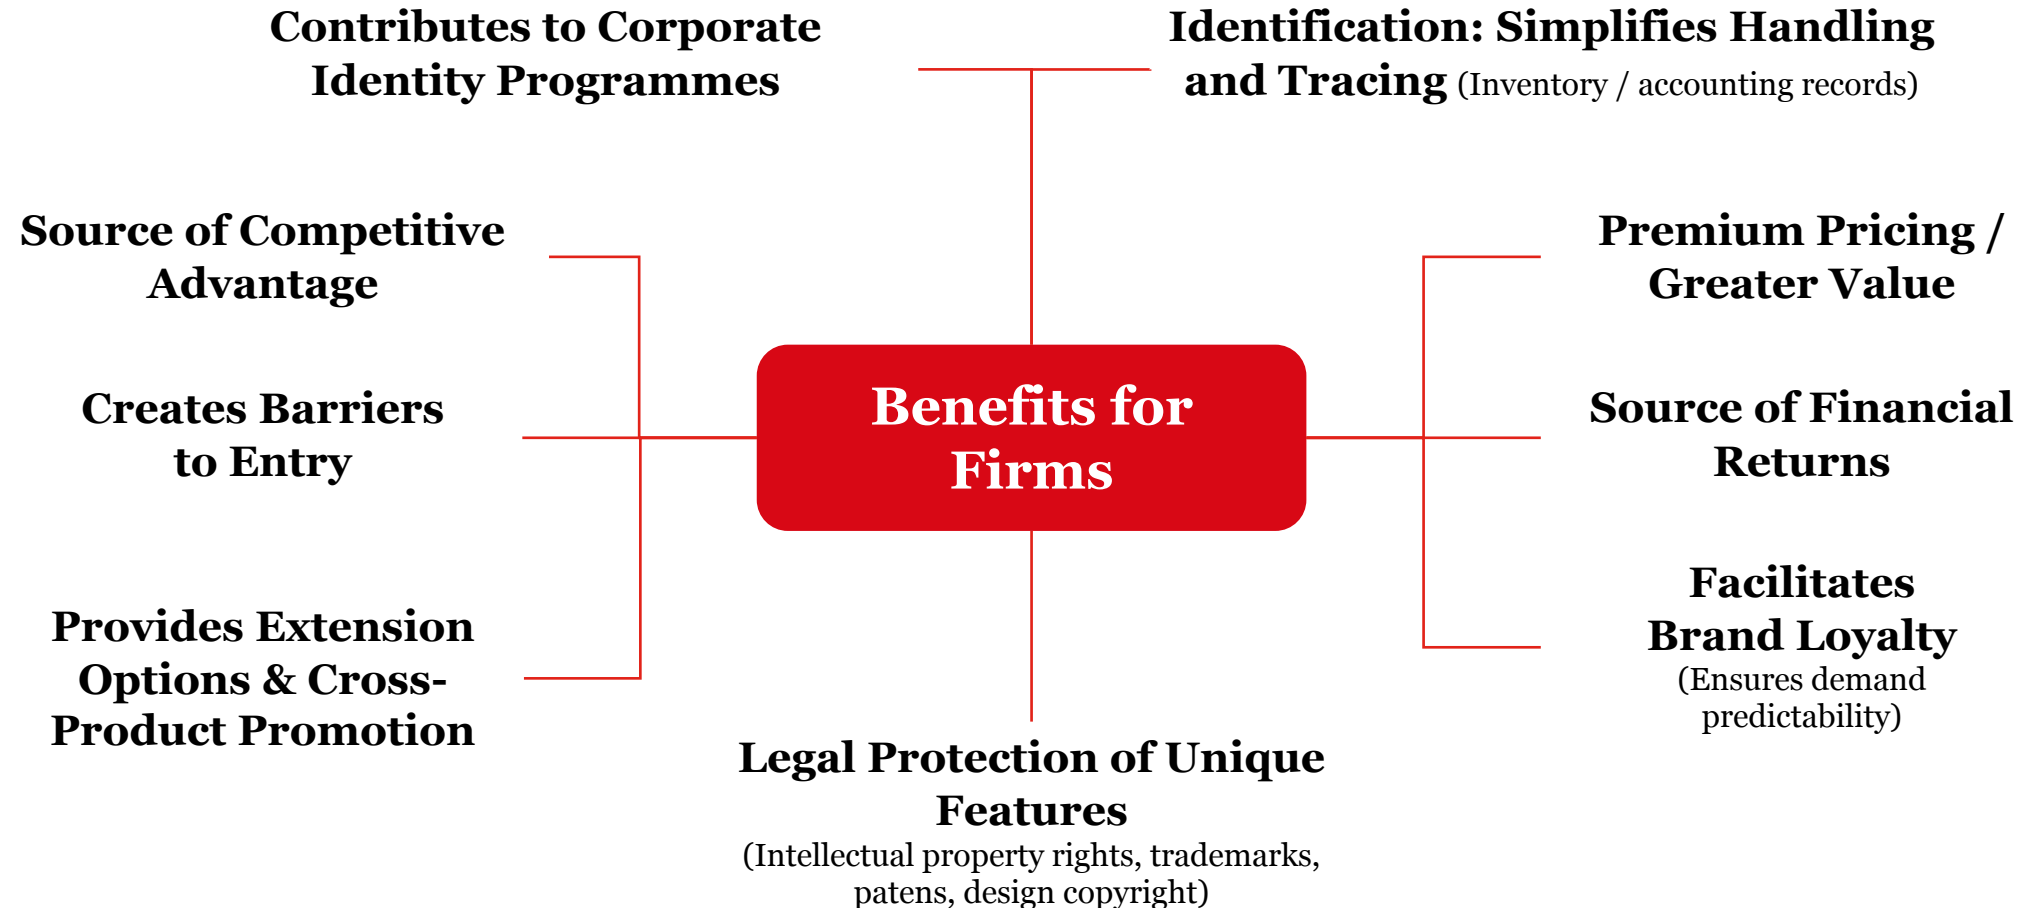 Contributes to Corporate
Identity Programmes
Identification: Simplifies Handling
and Tracing (Inventory / accounting records)
Source of Competitive
Advantage
Premium Pricing /
Greater Value
Creates Barriers
to Entry
Benefits for
Firms
Source of Financial
Returns
Provides Extension
Options & Cross-
Product Promotion
Facilitates
Brand Loyalty
(Ensures demand
predictability)
Legal Protection of Unique
Features
(Intellectual property rights, trademarks,
patens, design copyright)